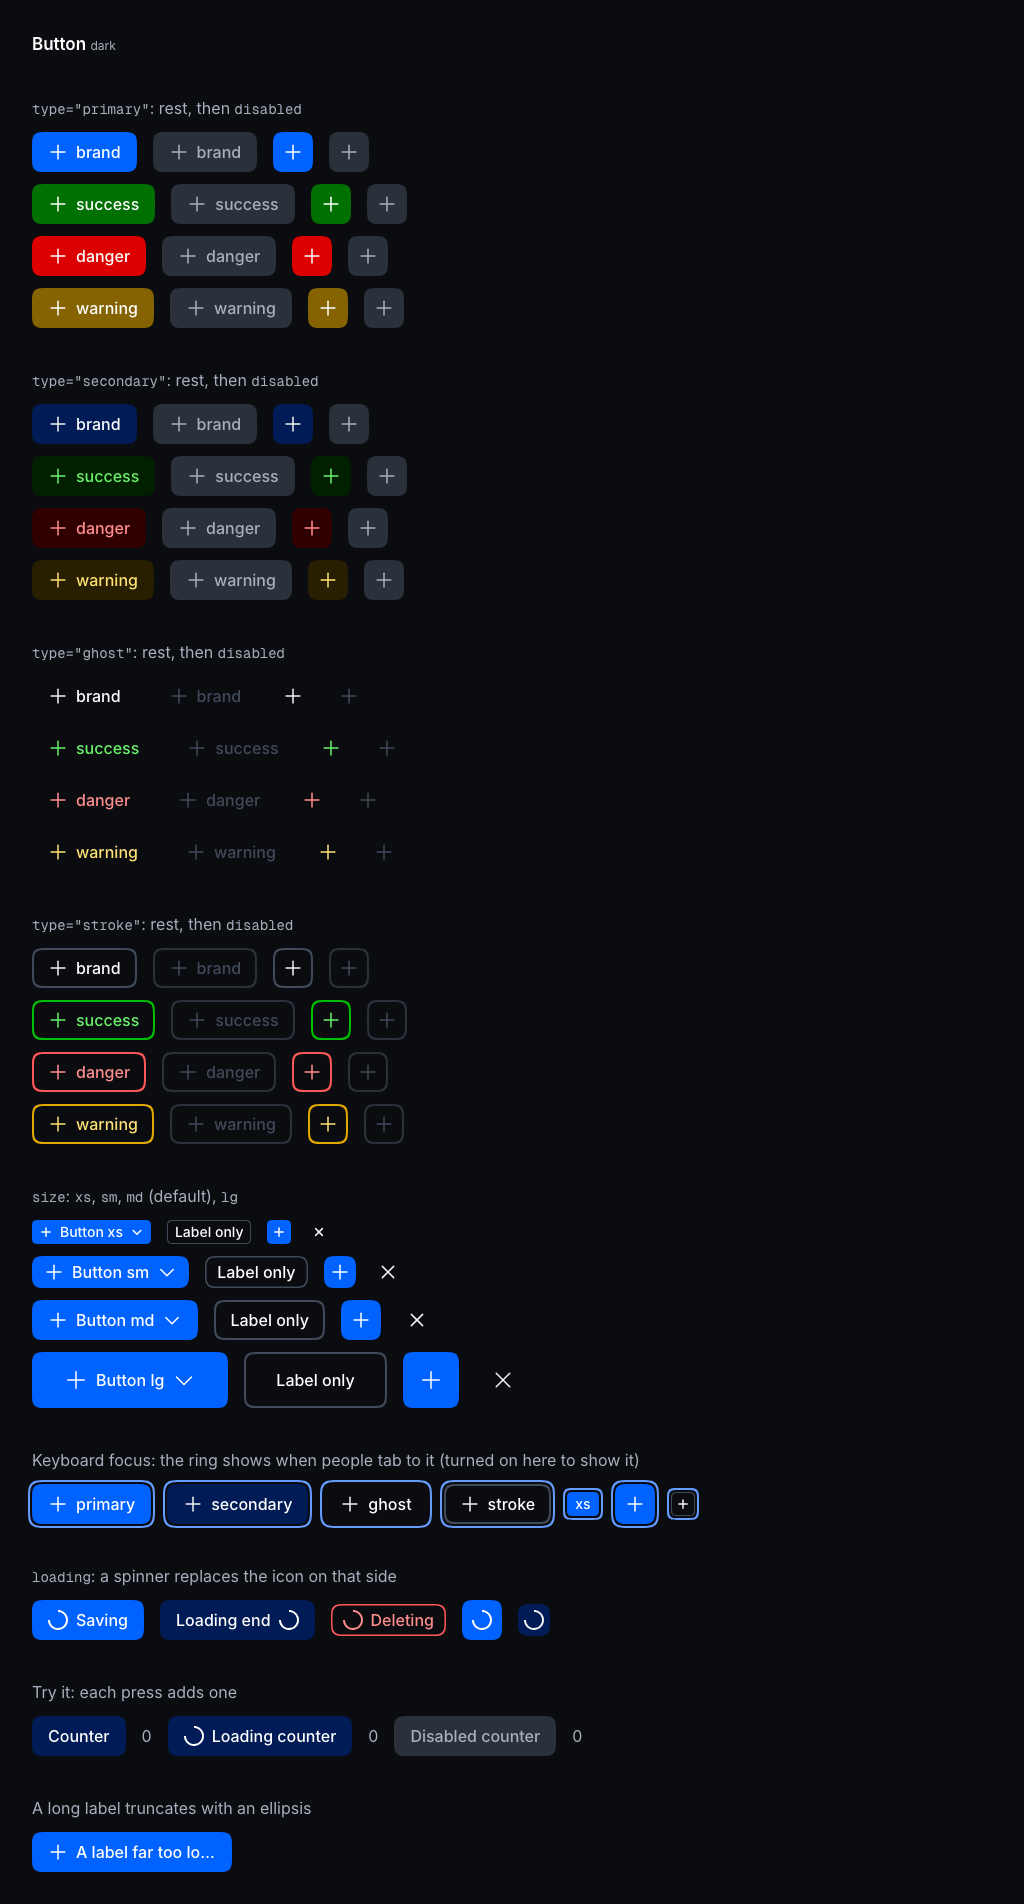 Button dark
type="primary": rest, then disabled
brand brand
success success
danger danger
warning warning
type="secondary": rest, then disabled
brand brand
success success
danger danger
warning warning
type="ghost": rest, then disabled
brand brand
success success
danger danger
warning warning
type="stroke": rest, then disabled
brand brand
success success
danger danger
warning warning
size: xs, sm, md (default), lg
Button xs Label only
Button sm Label only
Button md Label only
Button lg Label only
Keyboard focus: the ring shows when people tab to it (turned on here to show it)
primary secondary ghost stroke xs
loading: a spinner replaces the icon on that side
Saving Loading end Deleting
Try it: each press adds one
Counter 0 Loading counter 0 Disabled counter 0
A long label truncates with an ellipsis
A label far too lo...